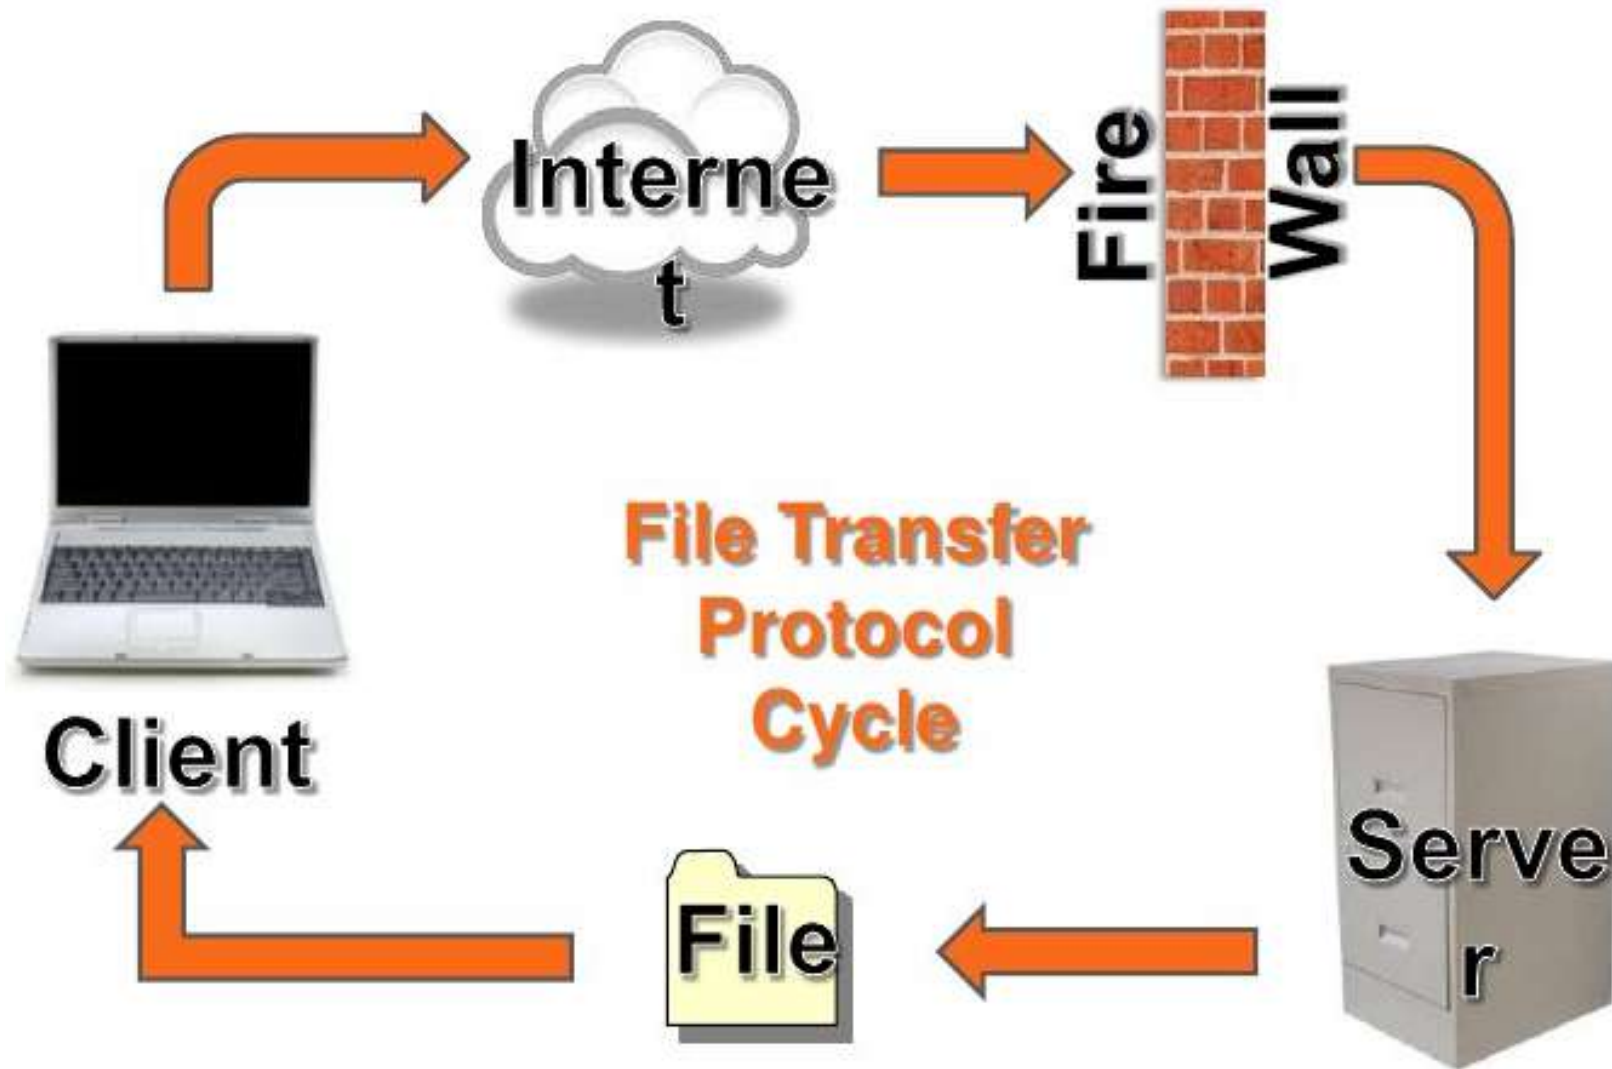 Interne
t
Fire
Wall
File Transfer
Protocol
Cycle
Client
Serve
r
File